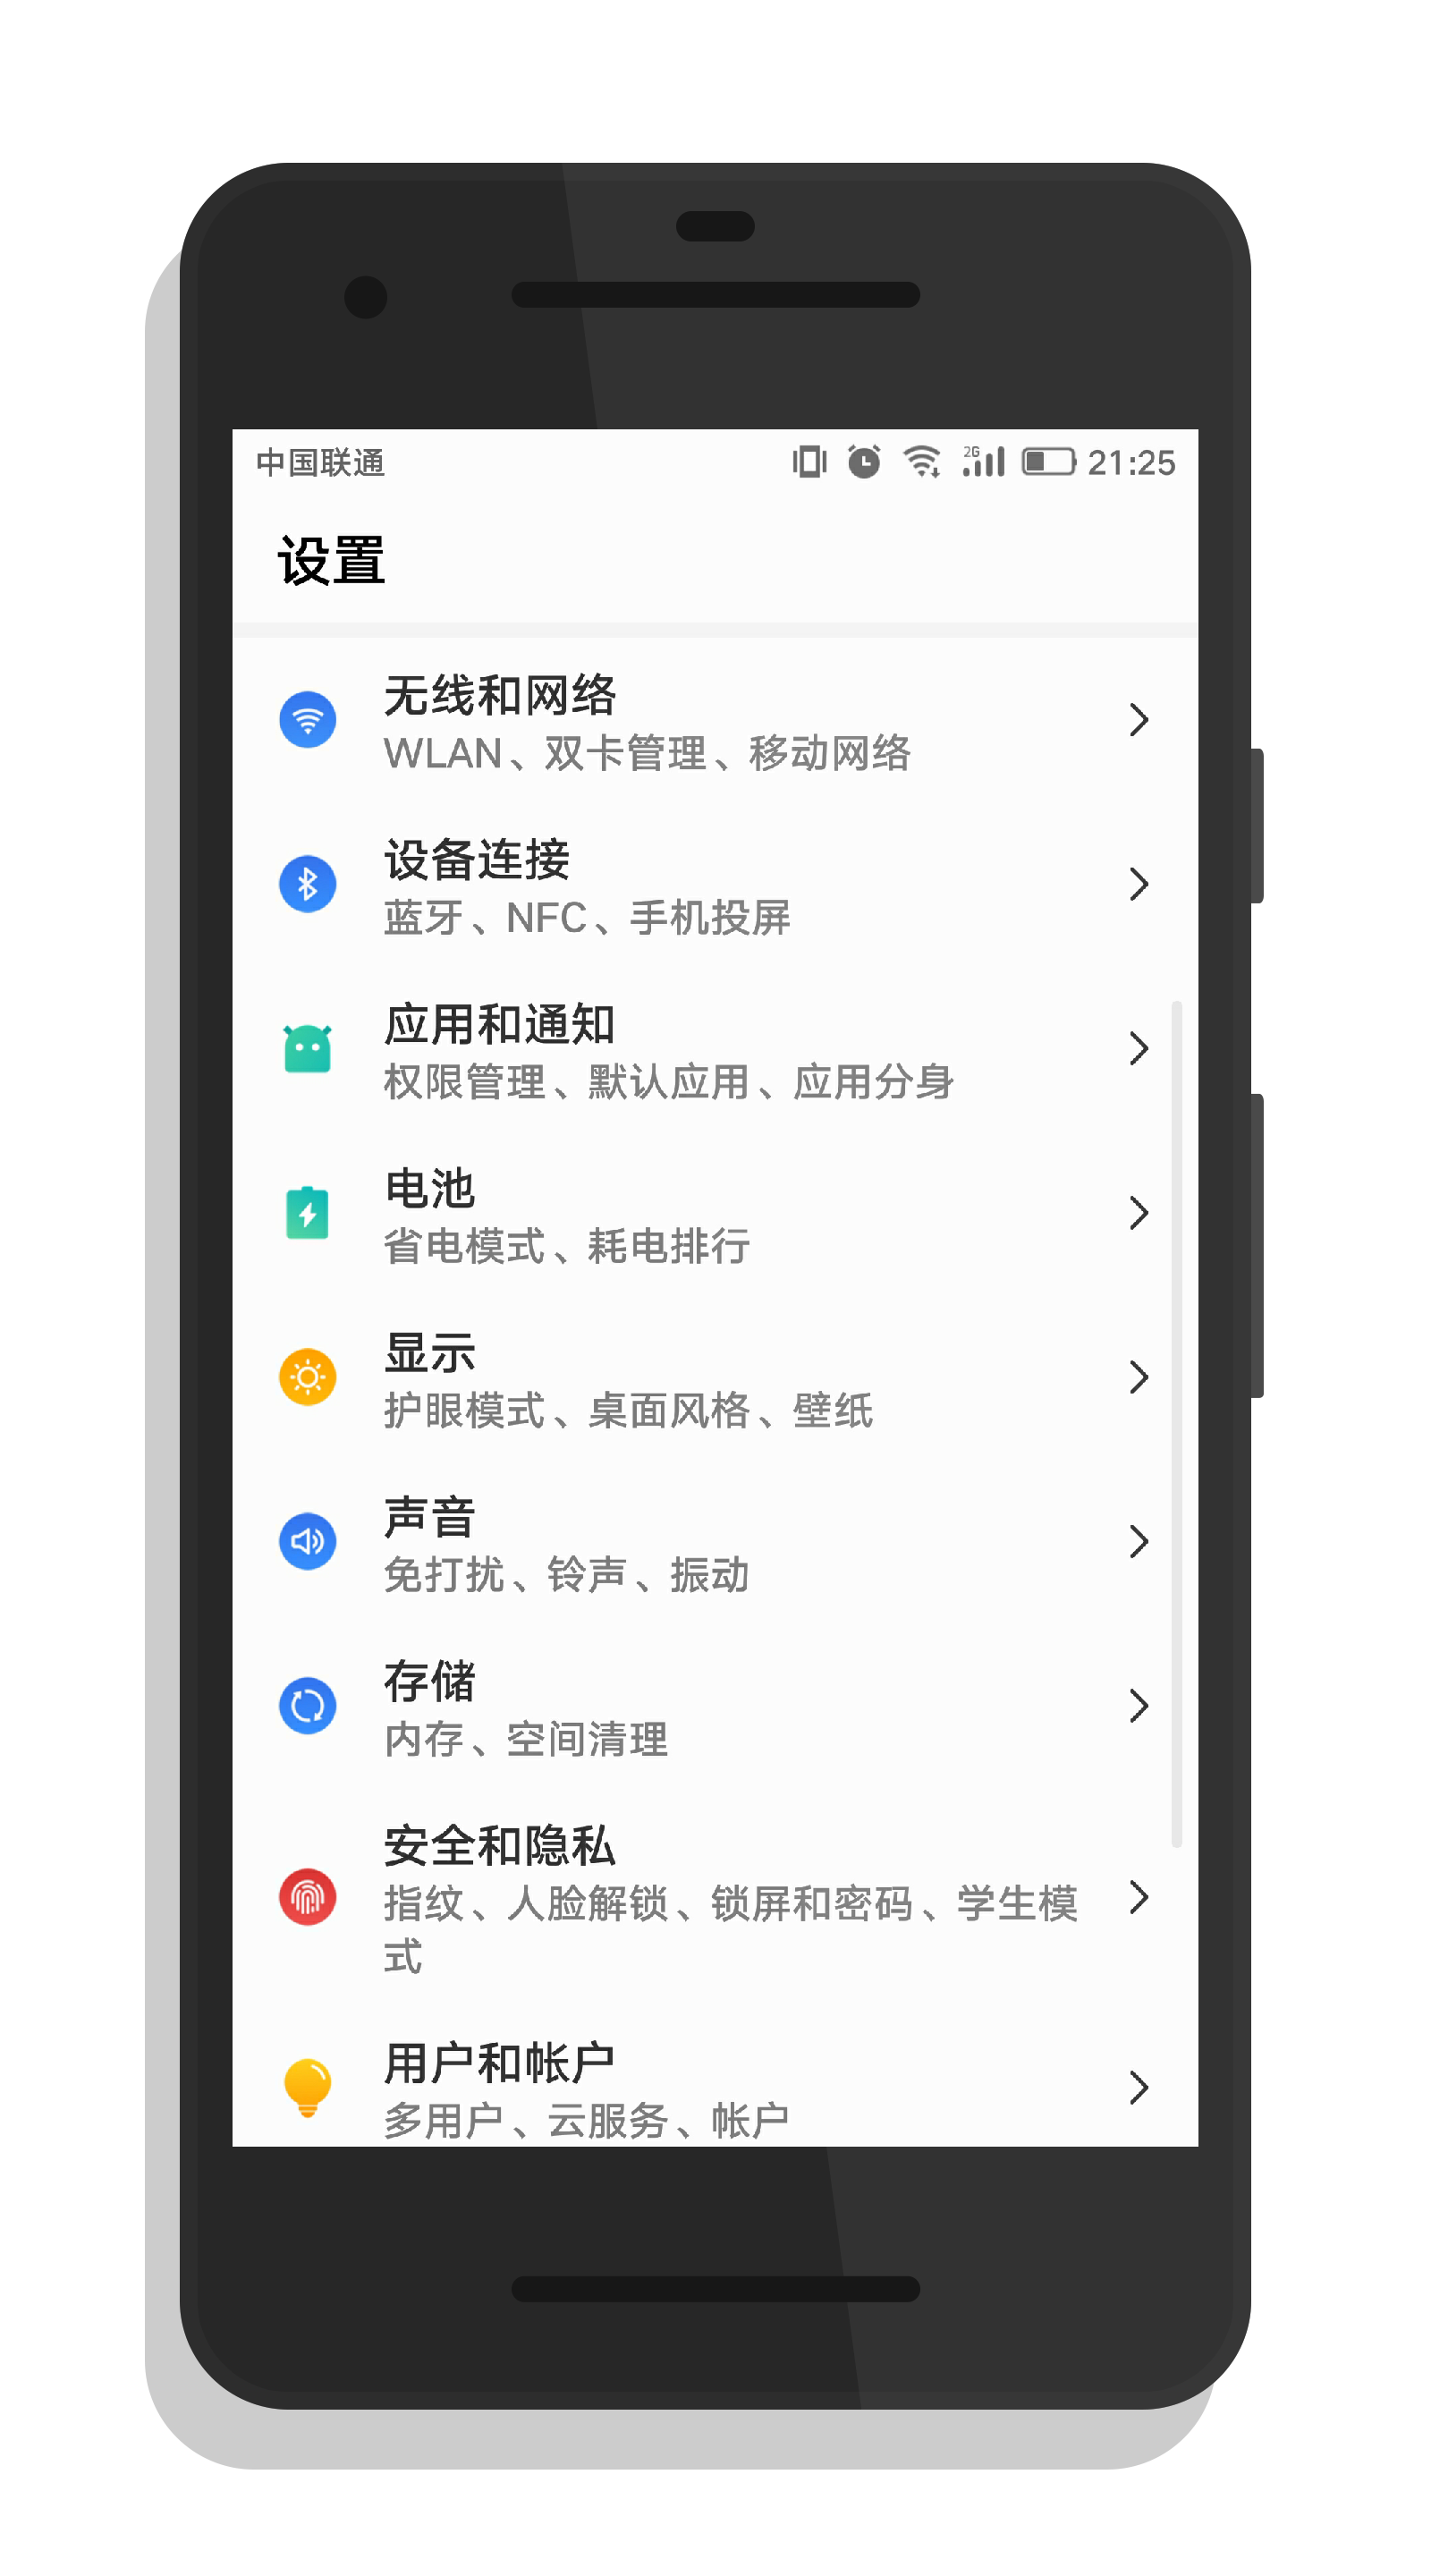 中国联通 2G 21:25
设置
无线和网络
WLAN、双卡管理、移动网络
设备连接
蓝牙、NFC、手机投屏
应用和通知
权限管理、默认应用、应用分身
电池
省电模式、耗电排行
显示
护眼模式、桌面风格、壁纸
声音
免打扰、铃声、振动
存储
内存、空间清理
安全和隐私
指纹、人脸解锁、锁屏和密码、学生模
式
用户和帐户
多用户、云服务、帐户